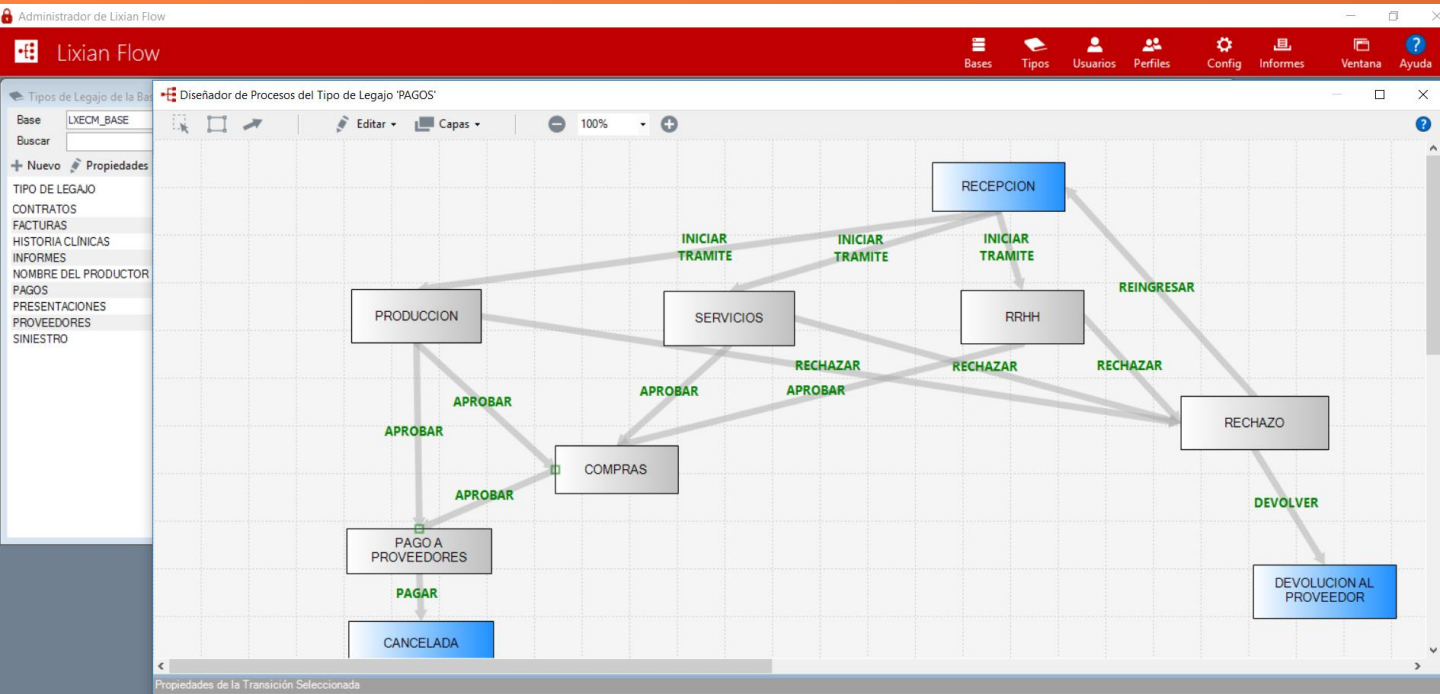 Administrador de Lixian Flow
Lixian Flow
Bases
Tipos
Usuarios
Perfiles
Config
Informes
Ventana
Ayuda
Tipos de Legajo de la Bas
Base
LXECM_BASE
Buscar
Nuevo
Propiedades
TIPO DE LEGAJO
CONTRATOS
FACTURAS
HISTORIA CLÍNICAS
INFORMES
NOMBRE DEL PRODUCTOR
PAGOS
PRESENTACIONES
PROVEEDORES
SINIESTRO
Diseñador de Procesos del Tipo de Legajo 'PAGOS'
Editar
Capas
100%
RECEPCION
INICIAR
TRAMITE
INICIAR
TRAMITE
INICIAR
TRAMITE
REINGRESAR
PRODUCCION
SERVICIOS
RRHH
RECHAZAR
RECHAZAR
RECHAZAR
APROBAR
APROBAR
APROBAR
APROBAR
RECHAZO
COMPRAS
APROBAR
DEVOLVER
PAGO A
PROVEEDORES
PAGAR
DEVOLUCION AL
PROVEEDOR
CANCELADA
Propiedades de la Transición Seleccionada